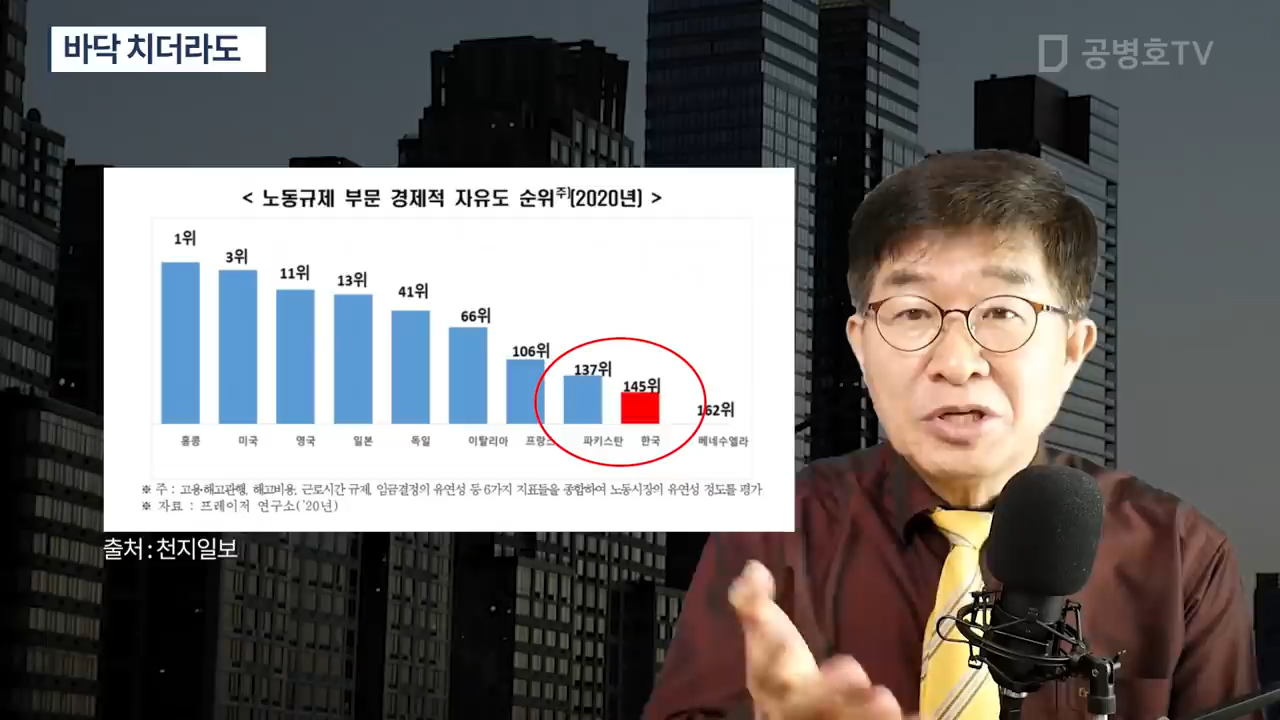 바닥 치더라도
공병호TV
< 노동규제 부문 경제적 자유도 순위주)(2020년) >
1위
3위
11위
13위
41위
66위
106위
137위
145위
162위
홍콩 미국 영국 일본 독일 이탈리아 프랑스 파키스탄 한국 베네수엘라
※ 주 : 고용·해고관행, 해고비용, 근로시간 규제, 임금결정의 유연성 등 6가지 지표들을 종합하여 노동시장의 유연성 정도를 평가
※ 자료 : 프레이저 연구소('20년)
출처 : 천지일보